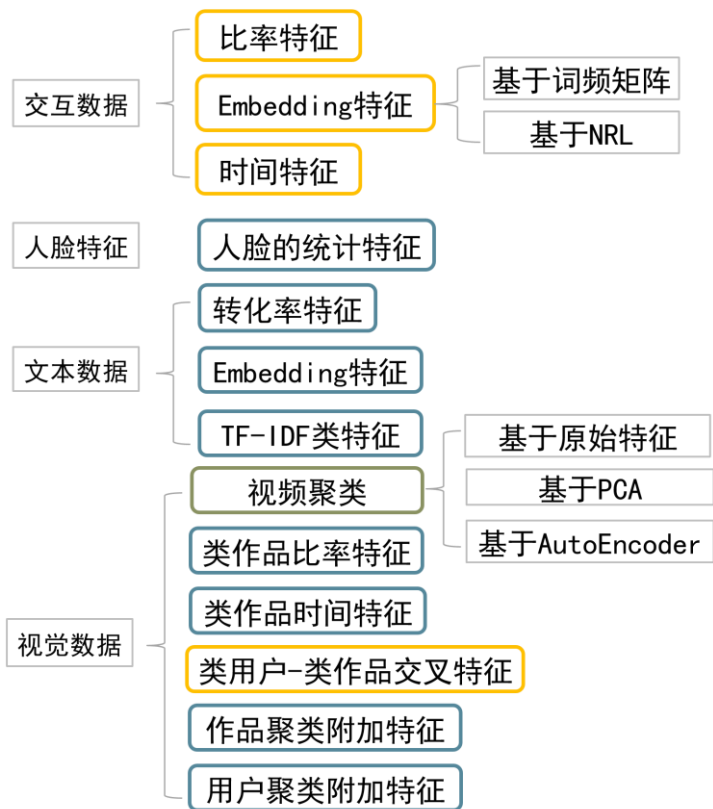 交互数据
比率特征
Embedding特征
基于词频矩阵
基于NRL
时间特征
人脸特征
人脸的统计特征
文本数据
转化率特征
Embedding特征
TF-IDF类特征
视觉数据
视频聚类
基于原始特征
基于PCA
基于AutoEncoder
类作品比率特征
类作品时间特征
类用户-类作品交叉特征
作品聚类附加特征
用户聚类附加特征